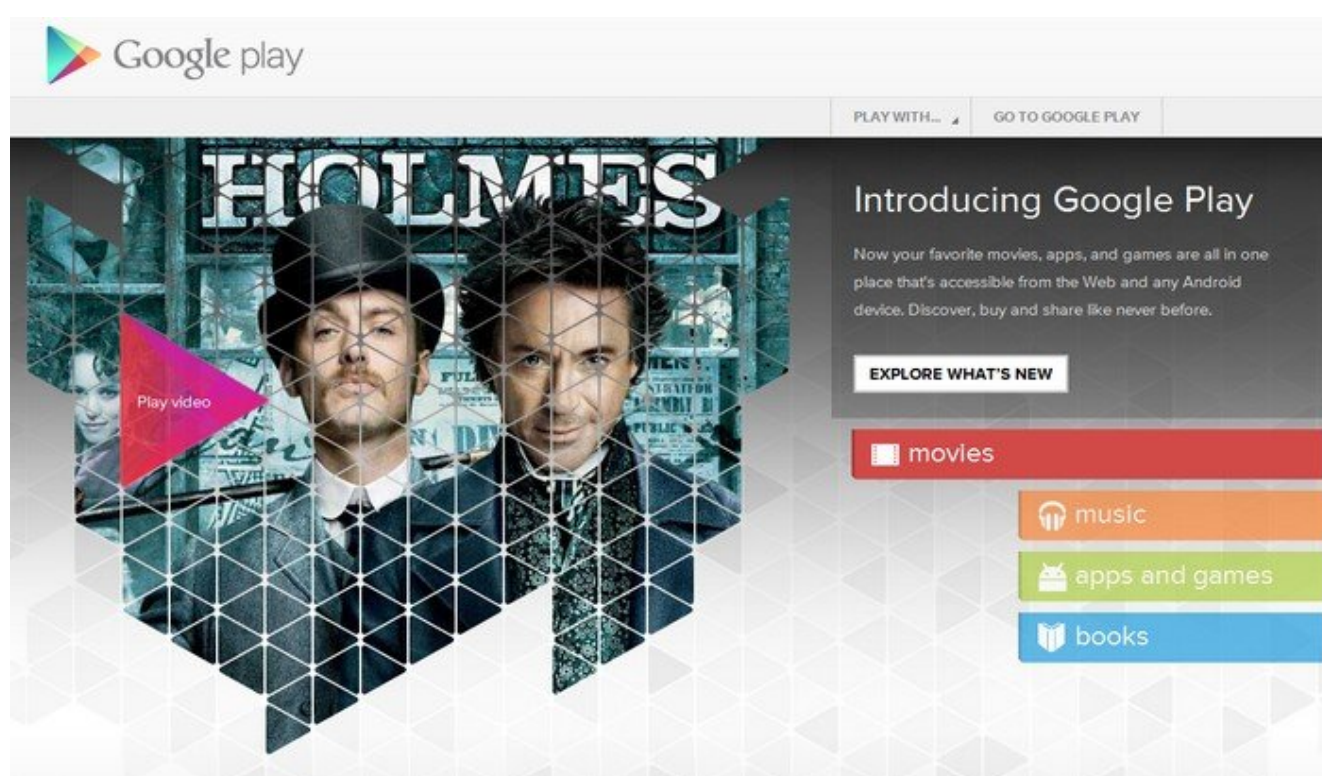 Google play
PLAY WITH...
GO TO GOOGLE PLAY
HOLMES
Introducing Google Play
Now your favorite movies, apps, and games are all in one
place that's accessible from the Web and any Android
device. Discover, buy and share like never before.
EXPLORE WHAT'S NEW
Play video
movies
music
apps and games
books